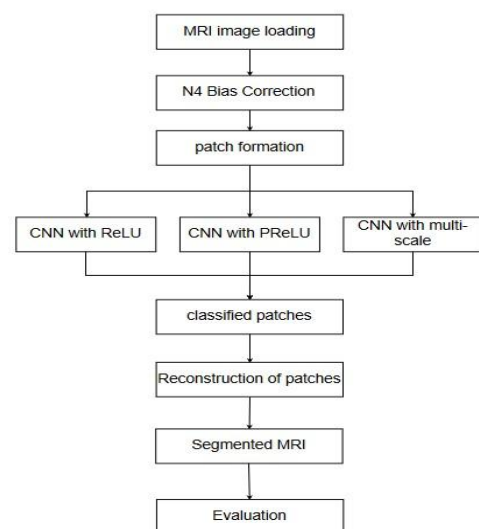 MRI image loading
N4 Bias Correction
patch formation
CNN with ReLU
CNN with PReLU
CNN with multi-
scale
classified patches
Reconstruction of patches
Segmented MRI
Evaluation